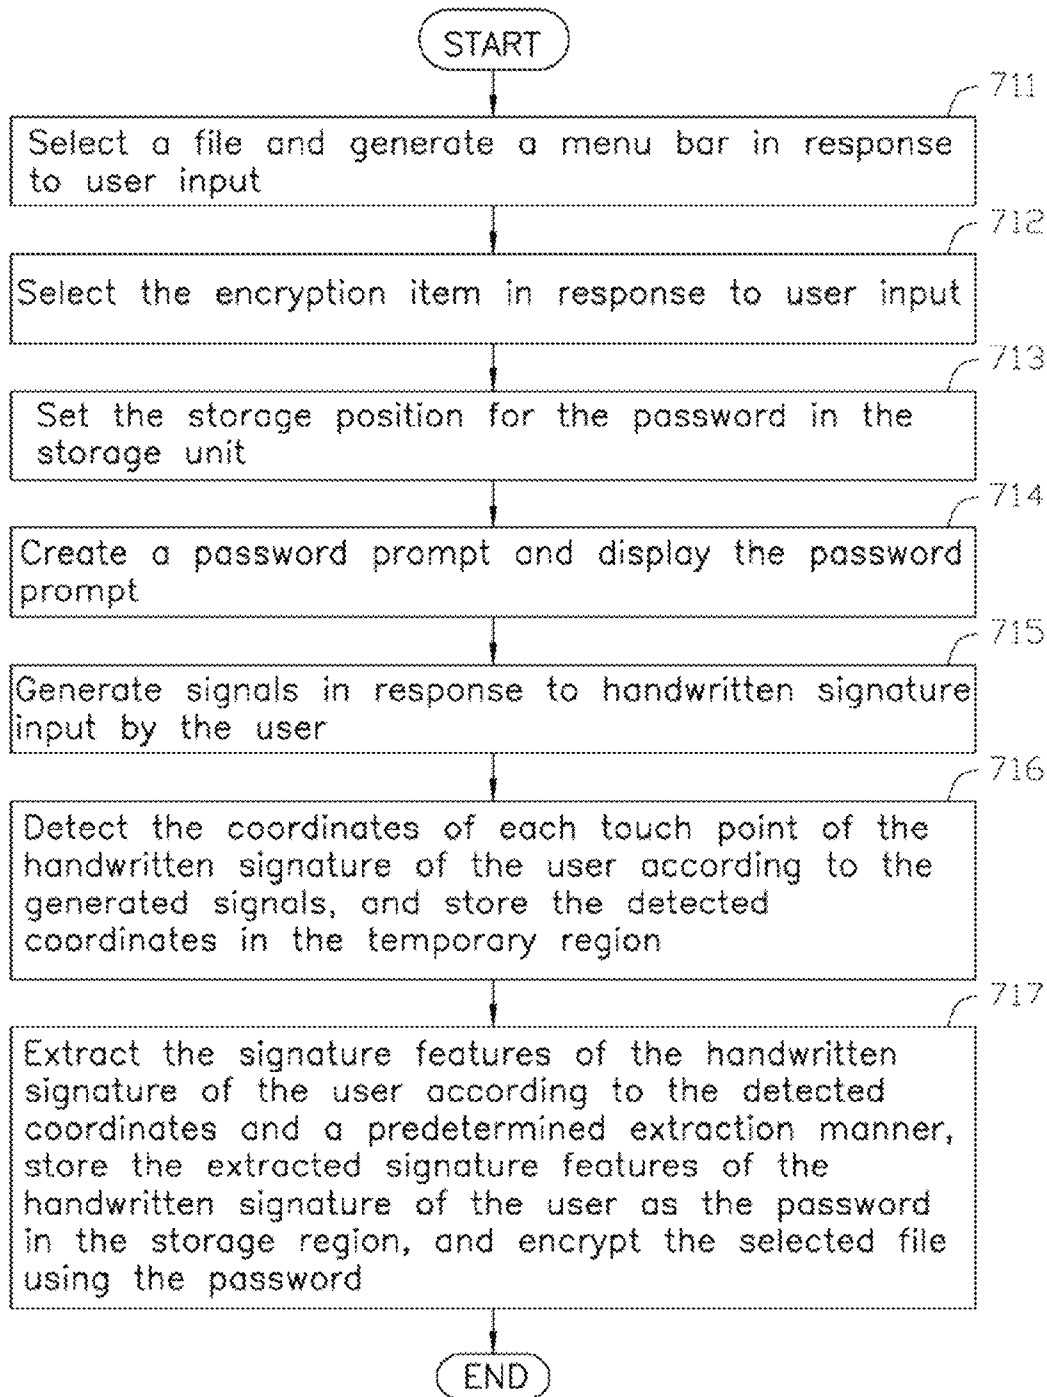 START
711
Select a file and generate a menu bar in response
to user input
712
Select the encryption item in response to user input
713
Set the storage position for the password in the
storage unit
714
Create a password prompt and display the password
prompt
715
Generate signals in response to handwritten signature
input by the user
716
Detect the coordinates of each touch point of the
handwritten signature of the user according to the
generated signals, and store the detected
coordinates in the temporary region
717
Extract the signature features of the handwritten
signature of the user according to the detected
coordinates and a predetermined extraction manner,
store the extracted signature features of the
handwritten signature of the user as the password
in the storage region, and encrypt the selected file
using the password
END